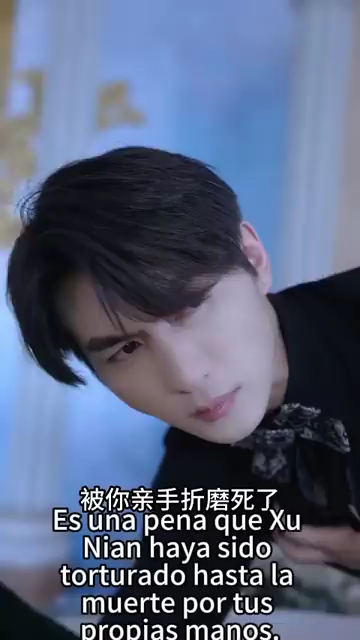 被你亲手折磨死了
Es una pena que Xu
Nian haya sido
torturado hasta la
muerte por tus
propias manos.